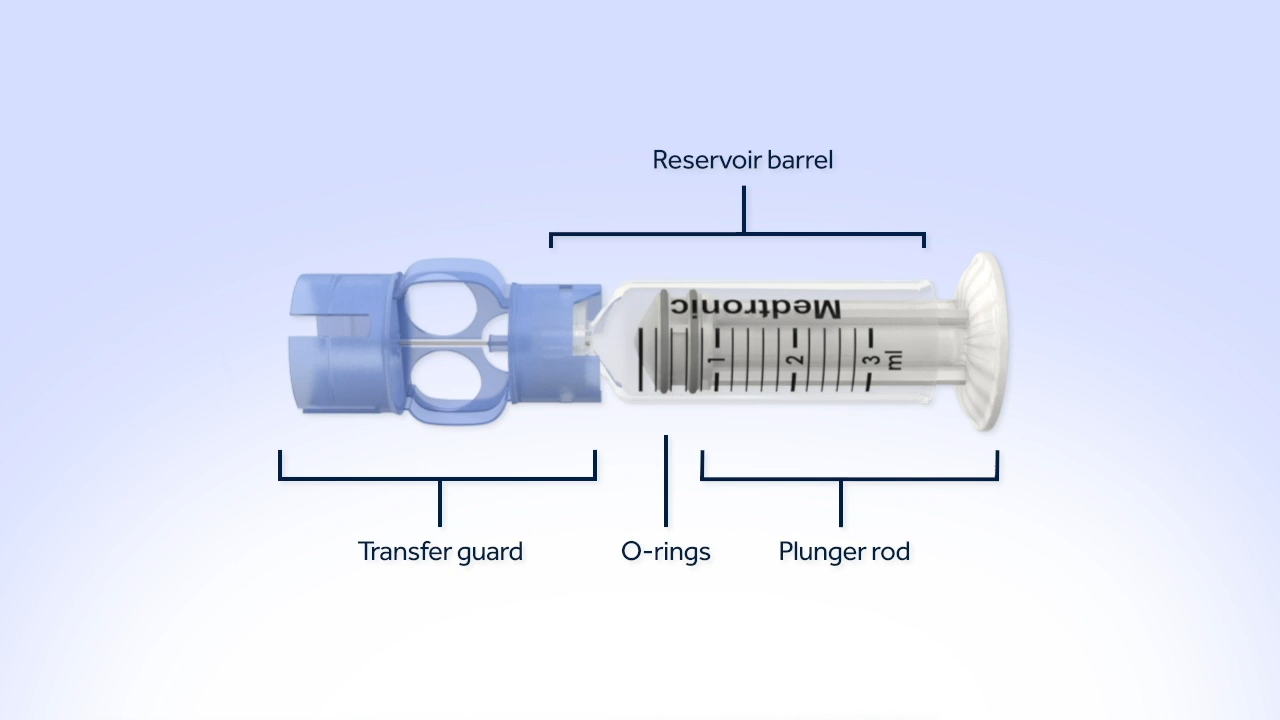 Reservoir barrel
Medtronic
1 2 3 ml
Transfer guard
O-rings
Plunger rod